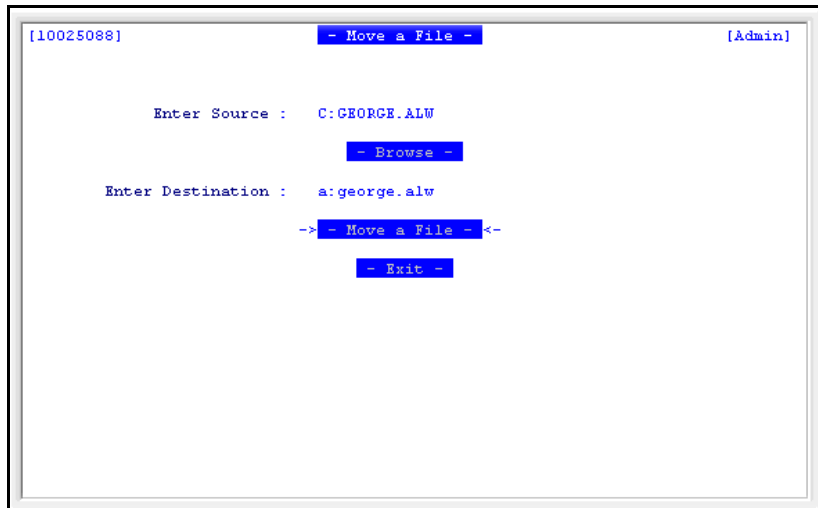 [10025088] - Move a File - [Admin]
Enter Source : C:GEORGE.ALW
- Browse -
Enter Destination : a:george.alw
->- Move a File -<-
- Exit -